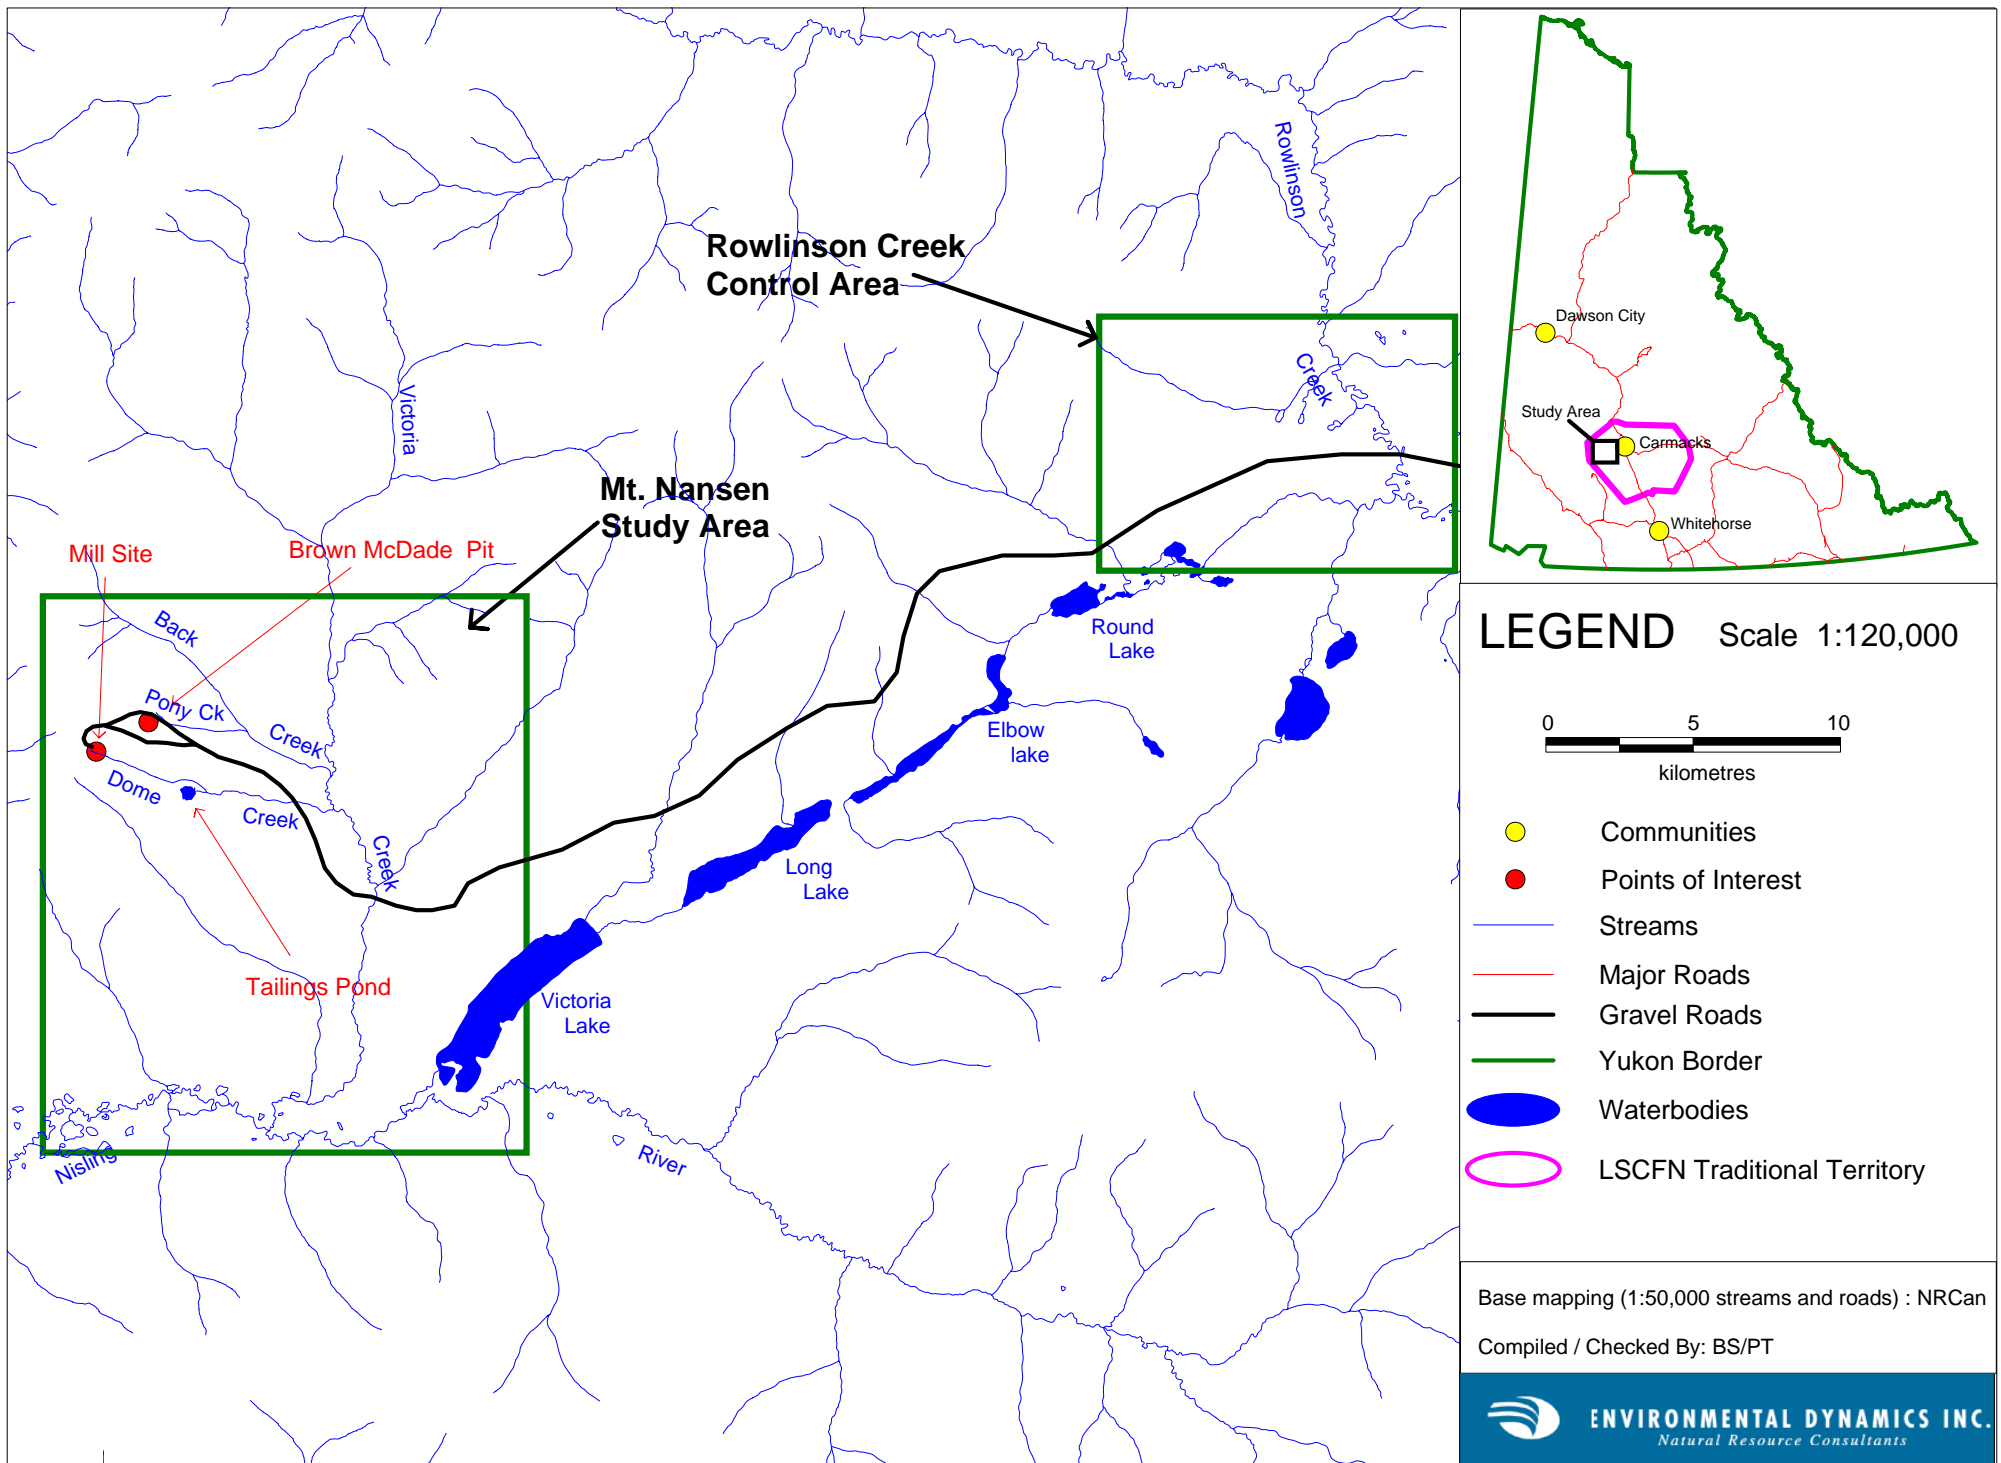 Rowlinson
Creek
Rowlinson Creek
Control Area
Victoria
Creek
Mt. Nansen
Study Area
Mill Site
Brown McDade Pit
Back
Creek
Pony Ck
Dome
Creek
Tailings Pond
Round
Lake
Elbow
lake
Long
Lake
Victoria
Lake
Nisling
River
Dawson City
Study Area
Carmacks
Whitehorse
LEGEND Scale 1:120,000
0 5 10
kilometres
Communities
Points of Interest
Streams
Major Roads
Gravel Roads
Yukon Border
Waterbodies
LSCFN Traditional Territory
Base mapping (1:50,000 streams and roads) : NRCan
Compiled / Checked By: BS/PT
ENVIRONMENTAL DYNAMICS INC.
Natural Resource Consultants